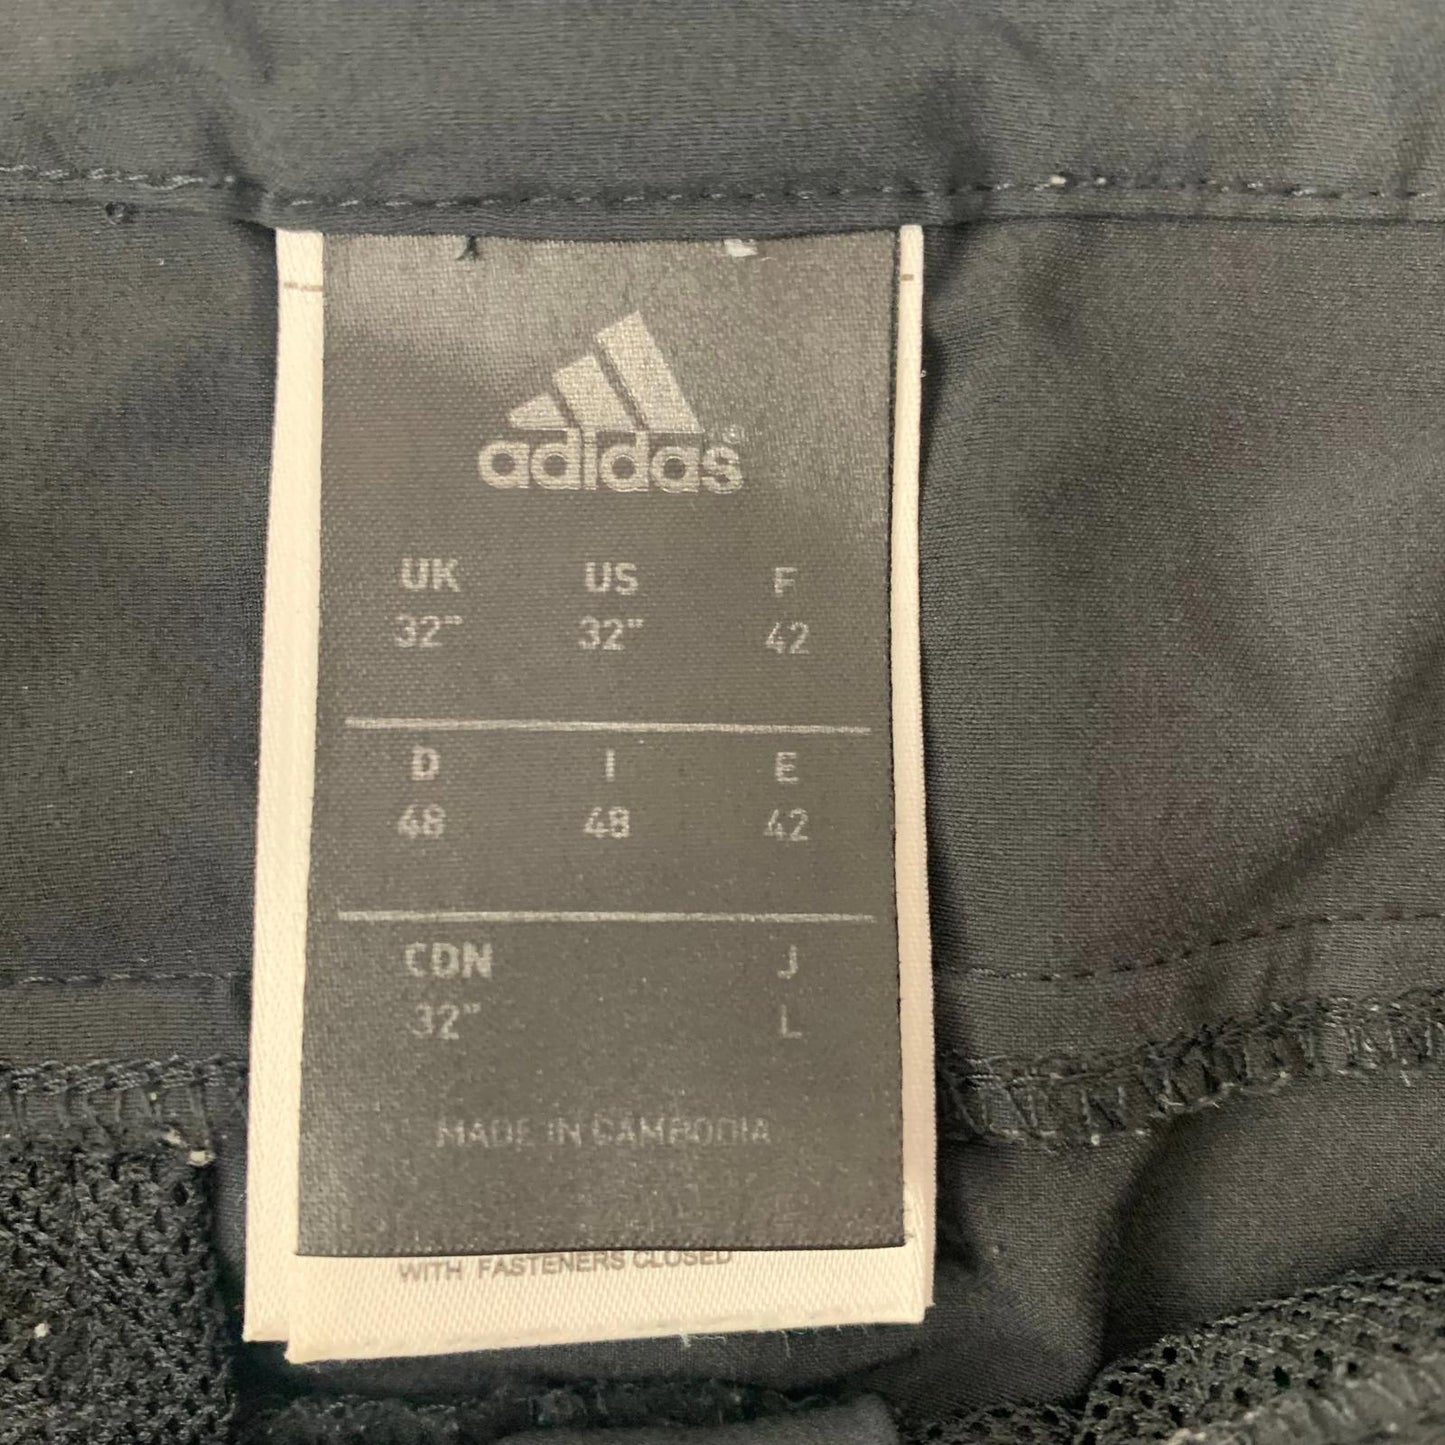 adidas
UK US F
32" 32" 42
D I E
48 48 42
CDN J
32" L
MADE IN CAMBODIA
WITH FASTENERS CLOSED